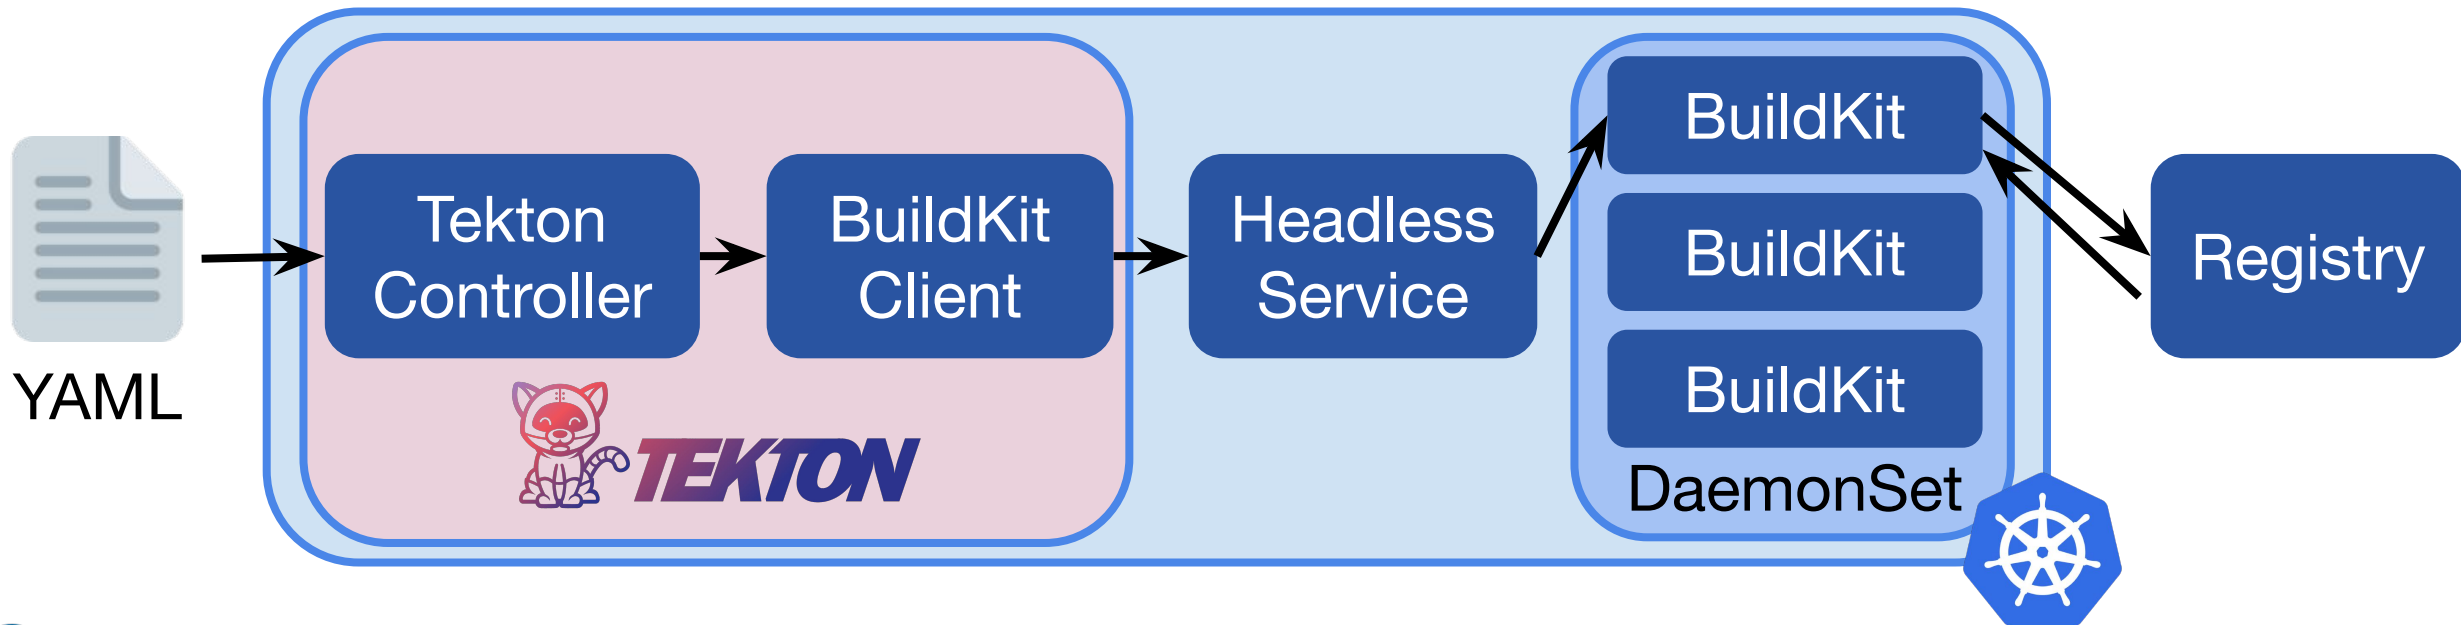 YAML
Tekton
Controller
BuildKit
Client
TEKTON
Headless
Service
BuildKit
BuildKit
BuildKit
DaemonSet
Registry